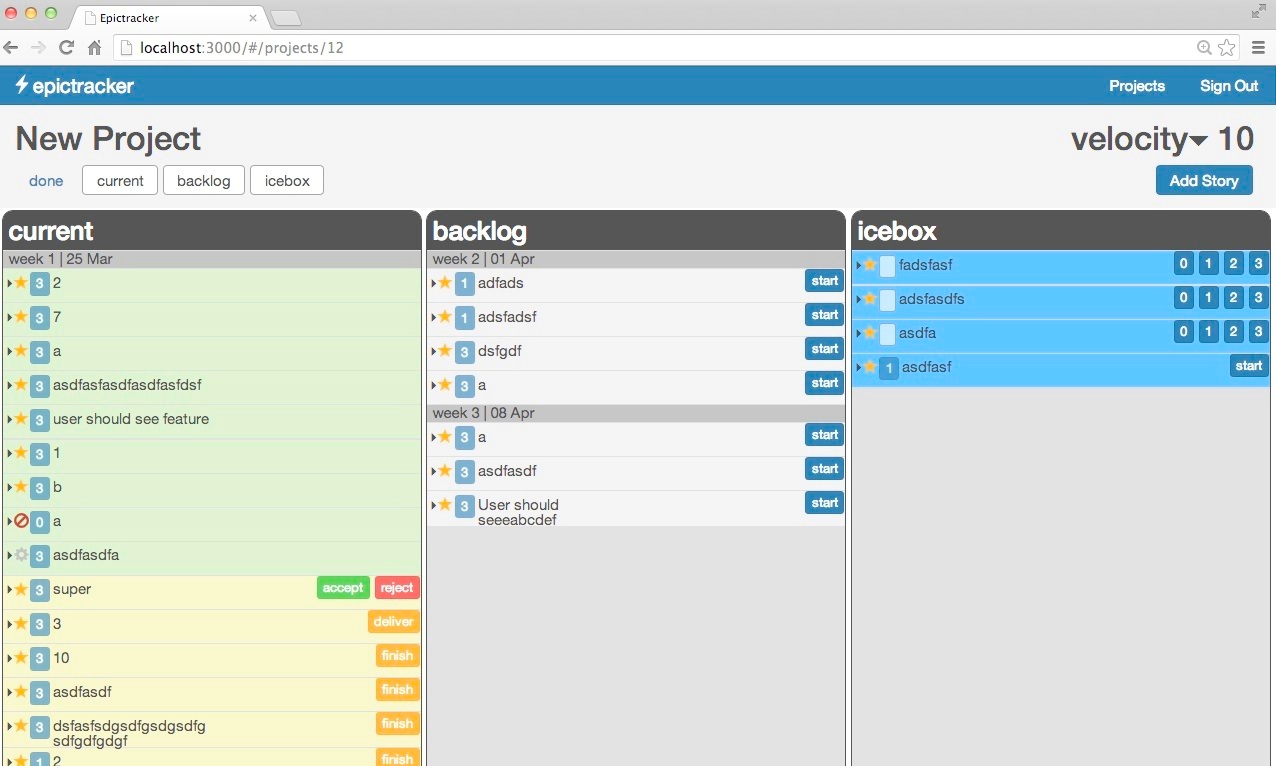 Epictracker
localhost:3000/#/projects/12
epictracker Projects Sign Out
New Project velocity 10
done current backlog icebox Add Story
current
week 1 | 25 Mar
3 2
3 7
3 a
3 asdfasfasdfasdfasfdsf
3 user should see feature
3 1
3 b
0 a
3 asdfasdfa
3 super accept reject
3 3 deliver
3 10 finish
3 asdfasdf finish
3 dsfasfsdgsdfgsdgsdfg finish
sdfgdfgdgf
1 2 finish
backlog
week 2 | 01 Apr
1 adfads start
1 adsfadsf start
3 dsfgdf start
3 a start
week 3 | 08 Apr
3 a start
3 asdfasdf start
3 User should start
seeeabcdef
icebox
fadsfasf 0 1 2 3
adsfasdfs 0 1 2 3
asdfa 0 1 2 3
1 asdfasf start